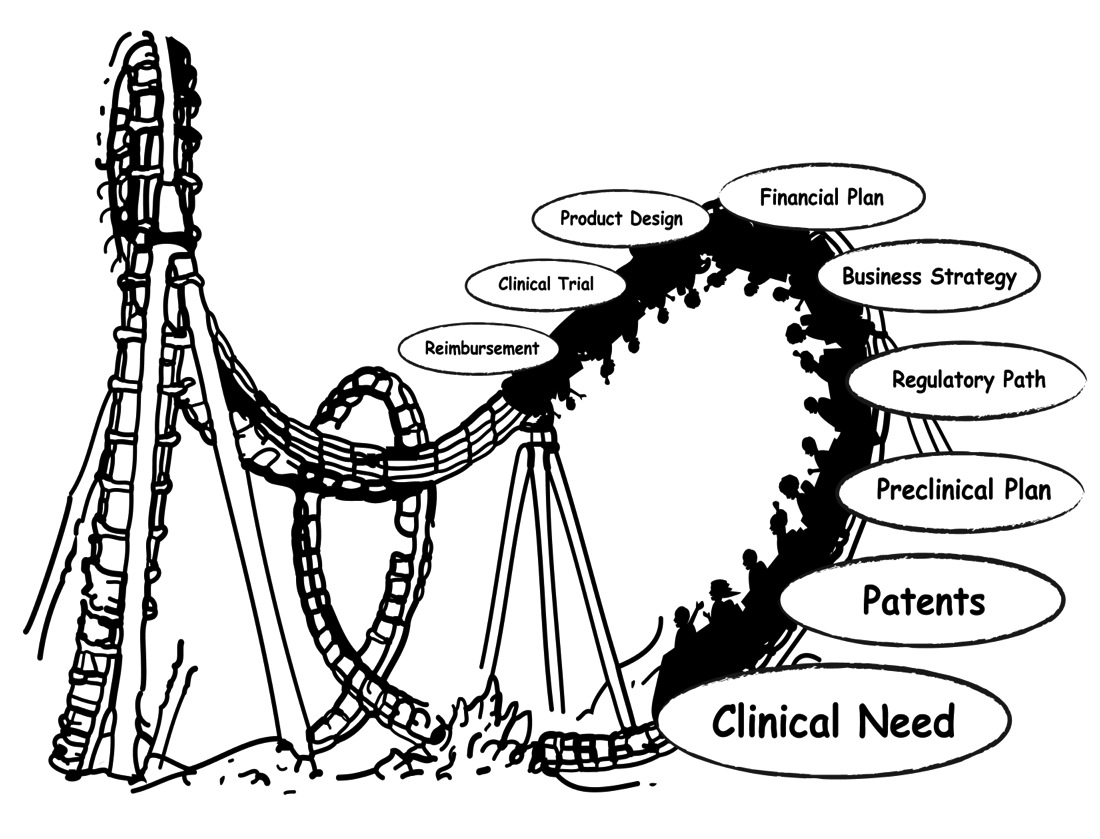 Financial Plan
Product Design
Business Strategy
Clinical Trial
Reimbursement
Regulatory Path
Preclinical Plan
Patents
Clinical Need